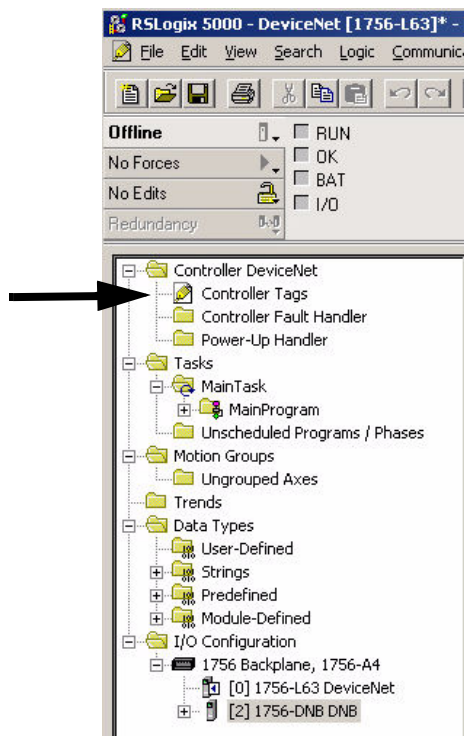 RSLogix 5000 - DeviceNet [1756-L63]* -
File Edit View Search Logic Communic
Offline
RUN
No Forces
OK
BAT
No Edits
I/O
Redundancy
Controller DeviceNet
Controller Tags
Controller Fault Handler
Power-Up Handler
Tasks
MainTask
MainProgram
Unscheduled Programs / Phases
Motion Groups
Ungrouped Axes
Trends
Data Types
User-Defined
Strings
Predefined
Module-Defined
I/O Configuration
1756 Backplane, 1756-A4
[0] 1756-L63 DeviceNet
[2] 1756-DNB DNB